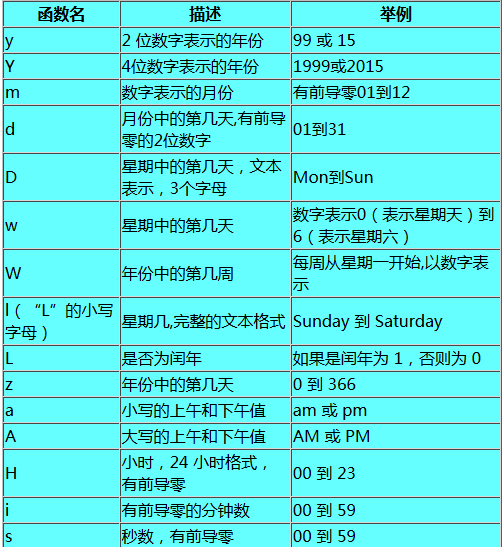 函数名 描述 举例
y 2 位数字表示的年份 99 或 15
Y 4位数字表示的年份 1999或2015
m 数字表示的月份 有前导零01到12
d 月份中的第几天,有前导零的2位数字 01到31
D 星期中的第几天，文本表示，3个字母 Mon到Sun
w 星期中的第几天 数字表示0（表示星期天）到6（表示星期六）
W 年份中的第几周 每周从星期一开始,以数字表示
l（“L”的小写字母） 星期几,完整的文本格式 Sunday 到 Saturday
L 是否为闰年 如果是闰年为 1，否则为 0
z 年份中的第几天 0 到 366
a 小写的上午和下午值 am 或 pm
A 大写的上午和下午值 AM 或 PM
H 小时，24 小时格式，有前导零 00 到 23
i 有前导零的分钟数 00 到 59
s 秒数，有前导零 00 到 59